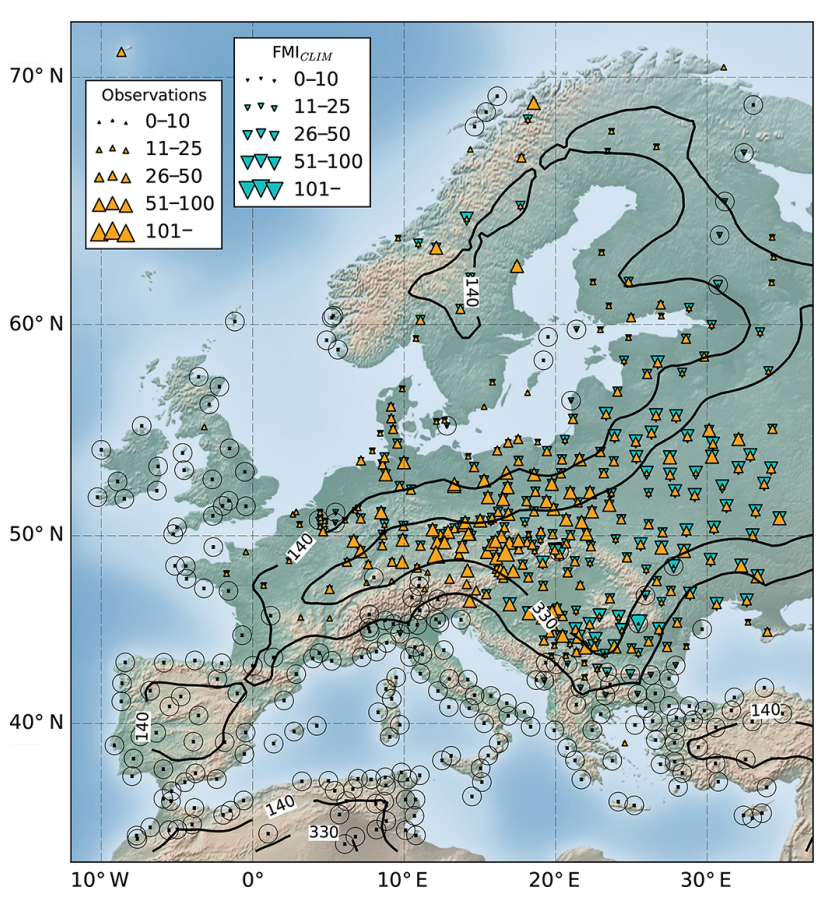 FMI_CLIM
0–10
11–25
26–50
51–100
101–
Observations
0–10
11–25
26–50
51–100
101–
70° N
60° N
50° N
40° N
140
140
330
140
140
140
330
10° W
0°
10° E
20° E
30° E